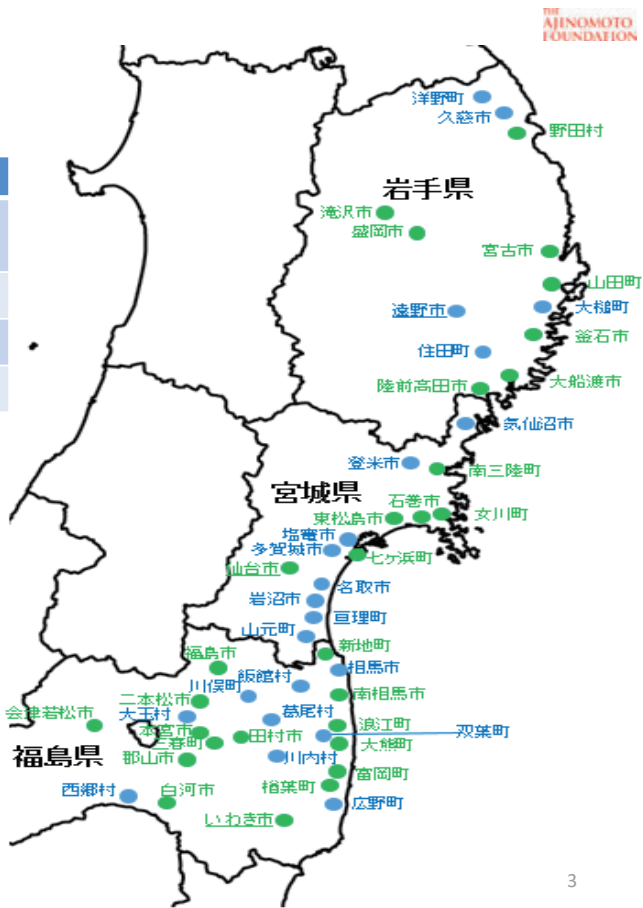 THE
AJINOMOTO
FOUNDATION
洋野町
久慈市
野田村
岩手県
滝沢市
盛岡市
宮古市
山田町
遠野市
大槌町
釜石市
住田町
陸前高田市
大船渡市
気仙沼市
登米市
南三陸町
宮城県
石巻市
東松島市
女川町
塩竈市
多賀城市
七ヶ浜町
仙台市
名取市
岩沼市
亘理町
山元町
新地町
福島市
相馬市
飯館村
川俣町
南相馬市
二本松市
会津若松市
大玉村
葛尾村
浪江町
本宮市
田村市
双葉町
三春町
大熊町
福島県
川内村
郡山市
富岡町
楢葉町
西郷村
白河市
広野町
いわき市
3